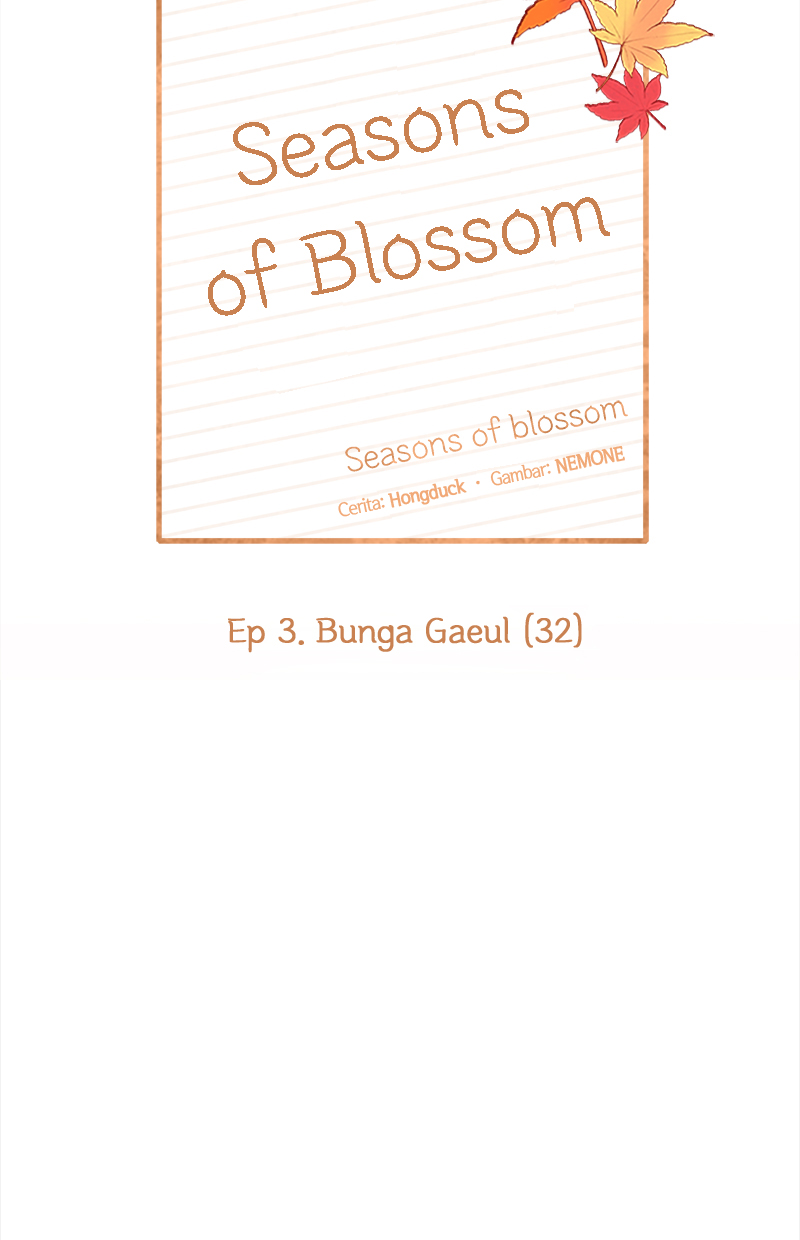 Seasons
of Blossom
Seasons of blossom
Cerita: Hongduck · Gambar: NEMONE
Ep 3. Bunga Gaeul (32)